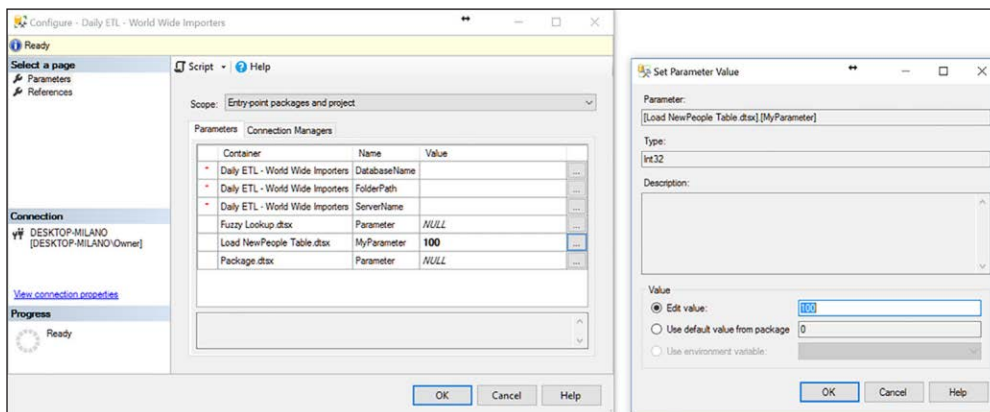 Configure - Daily ETL - World Wide Importers
Ready
Select a page
Parameters
References
Script
Help
Scope: Entry-point packages and project
Parameters Connection Managers
Container Name Value
* Daily ETL - World Wide Importers DatabaseName ...
* Daily ETL - World Wide Importers FolderPath ...
* Daily ETL - World Wide Importers ServerName ...
Fuzzy Lookup.dtsx Parameter NULL ...
Load NewPeople Table.dtsx MyParameter 100 ...
Package.dtsx Parameter NULL ...
Connection
DESKTOP-MILANO
[DESKTOP-MILANO\Owner]
View connection properties
Progress
Ready
OK Cancel Help
Set Parameter Value
Parameter:
[Load NewPeople Table.dtsx].[MyParameter]
Type:
Int32
Description:
Value
Edit value: 100
Use default value from package 0
Use environment variable:
OK Cancel Help